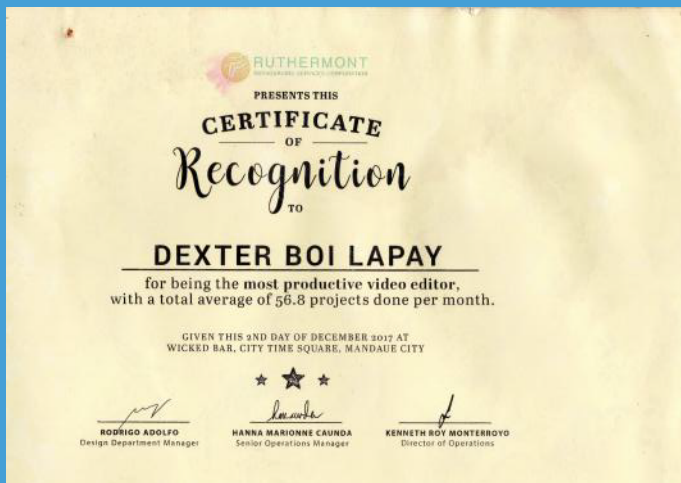 RUTHERMONT
OUTSOURCING SERVICES CORPORATION
PRESENTS THIS
CERTIFICATE
OF
Recognition
TO
DEXTER BOI LAPAY
for being the most productive video editor,
with a total average of 56.8 projects done per month.
GIVEN THIS 2ND DAY OF DECEMBER 2017 AT
WICKED BAR, CITY TIME SQUARE, MANDAUE CITY
RODRIGO ADOLFO HANNA MARIONNE CAUNDA KENNETH ROY MONTERROYO
Design Department Manager Senior Operations Manager Director of Operations